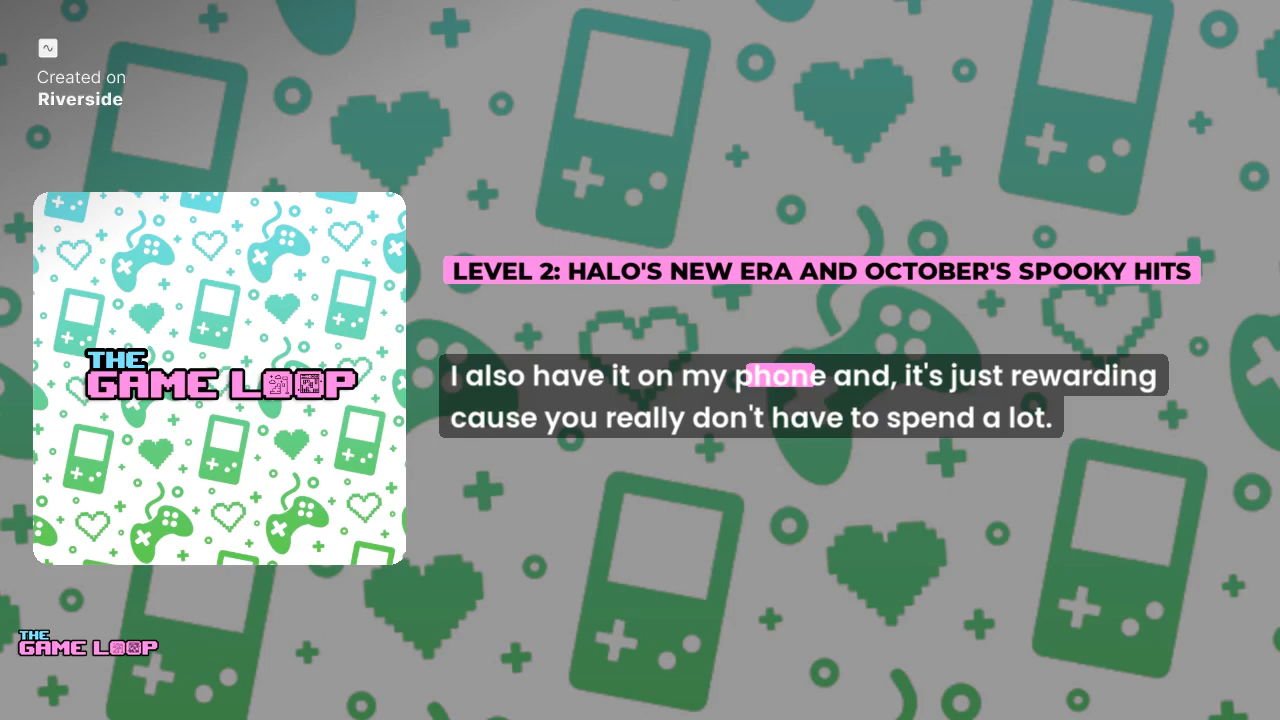 Created on
Riverside
LEVEL 2: HALO'S NEW ERA AND OCTOBER'S SPOOKY HITS
THE
GAME LOOP
I also have it on my phone and, it's just rewarding
cause you really don't have to spend a lot.
THE
GAME LOOP